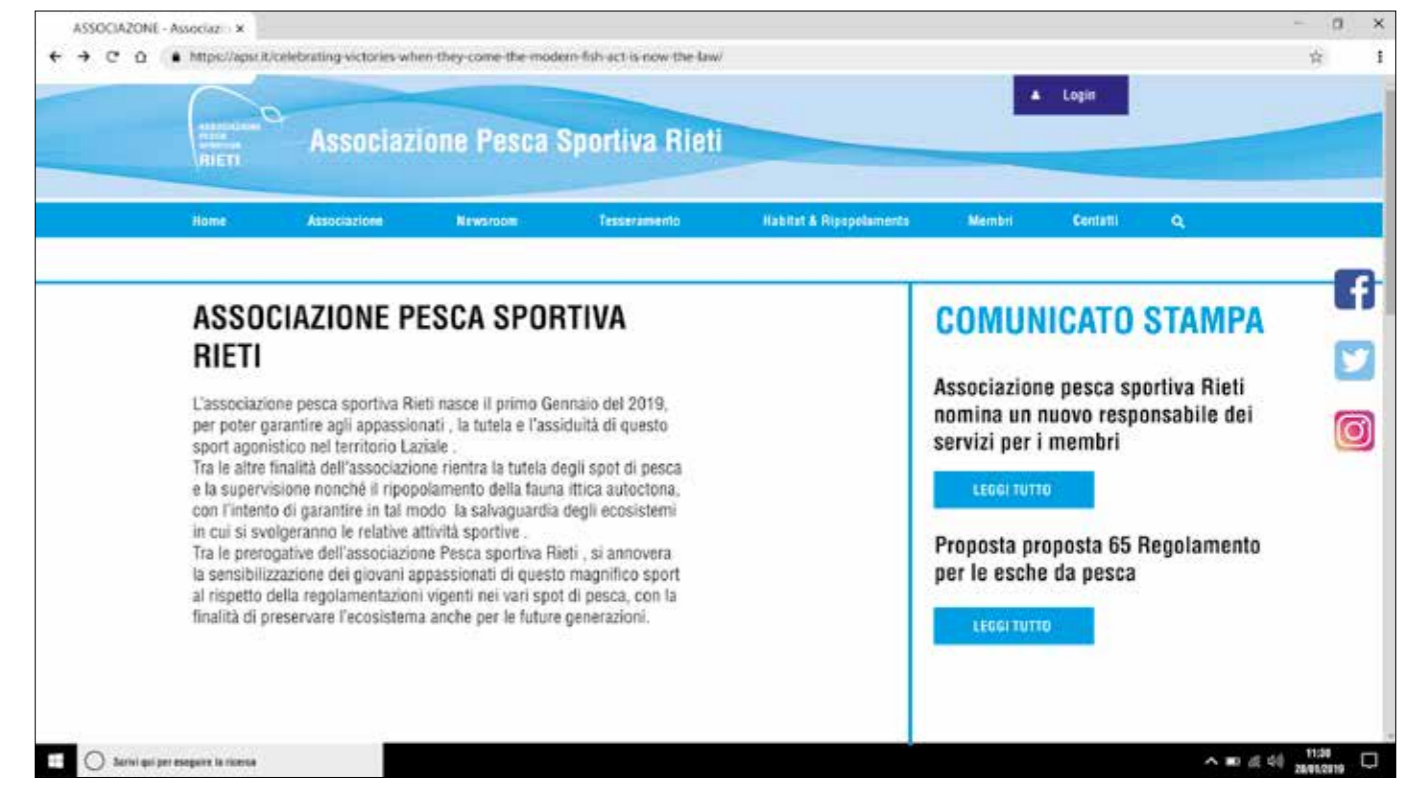 ASSOCIAZONE - Associaz
https://apsr.it/celebrating-victories-when-they-come-the-modern-fish-act-is-now-the-law/
Login
ASSOCIAZIONE
PESCA
SPORTIVA
RIETI
Associazione Pesca Sportiva Rieti
Home Associazione Newsroom Tesseramento Habitat & Ripopolamento Membri Contatti
ASSOCIAZIONE PESCA SPORTIVA
RIETI
L'associazione pesca sportiva Rieti nasce il primo Gennaio del 2019,
per poter garantire agli appassionati , la tutela e l'assiduità di questo
sport agonistico nel territorio Laziale .
Tra le altre finalità dell'associazione rientra la tutela degli spot di pesca
e la supervisione nonché il ripopolamento della fauna ittica autoctona,
con l'intento di garantire in tal modo la salvaguardia degli ecosistemi
in cui si svolgeranno le relative attività sportive .
Tra le prerogative dell'associazione Pesca sportiva Rieti , si annovera
la sensibilizzazione dei giovani appassionati di questo magnifico sport
al rispetto della regolamentazioni vigenti nei vari spot di pesca, con la
finalità di preservare l'ecosistema anche per le future generazioni.
COMUNICATO STAMPA
Associazione pesca sportiva Rieti
nomina un nuovo responsabile dei
servizi per i membri
LEGGI TUTTO
Proposta proposta 65 Regolamento
per le esche da pesca
LEGGI TUTTO
Scrivi qui per eseguire la ricerca
11:30
28/01/2019